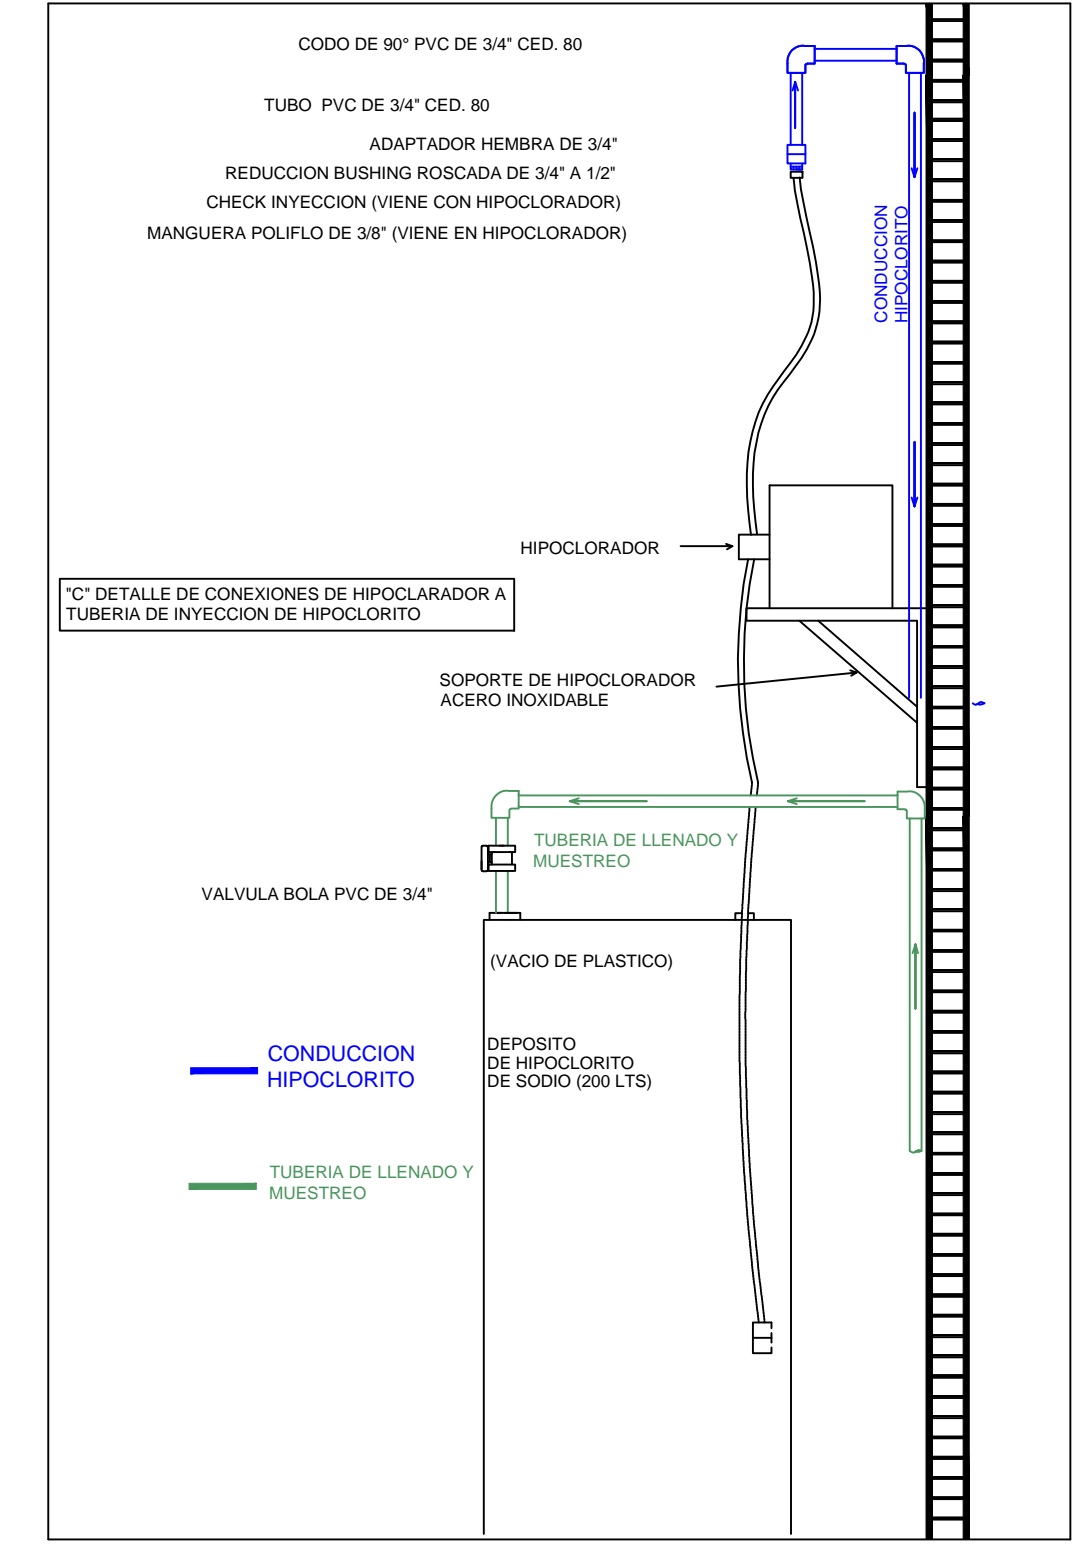 CODO DE 90° PVC DE 3/4" CED. 80
TUBO PVC DE 3/4" CED. 80
ADAPTADOR HEMBRA DE 3/4"
REDUCCION BUSHING ROSCADA DE 3/4" A 1/2"
CHECK INYECCION (VIENE CON HIPOCLORADOR)
MANGUERA POLIFLO DE 3/8" (VIENE EN HIPOCLORADOR)
CONDUCCION
HIPOCLORITO
HIPOCLORADOR
"C" DETALLE DE CONEXIONES DE HIPOCLARADOR A
TUBERIA DE INYECCION DE HIPOCLORITO
SOPORTE DE HIPOCLORADOR
ACERO INOXIDABLE
TUBERIA DE LLENADO Y
MUESTREO
VALVULA BOLA PVC DE 3/4"
(VACIO DE PLASTICO)
DEPOSITO
DE HIPOCLORITO
DE SODIO (200 LTS)
CONDUCCION
HIPOCLORITO
TUBERIA DE LLENADO Y
MUESTREO